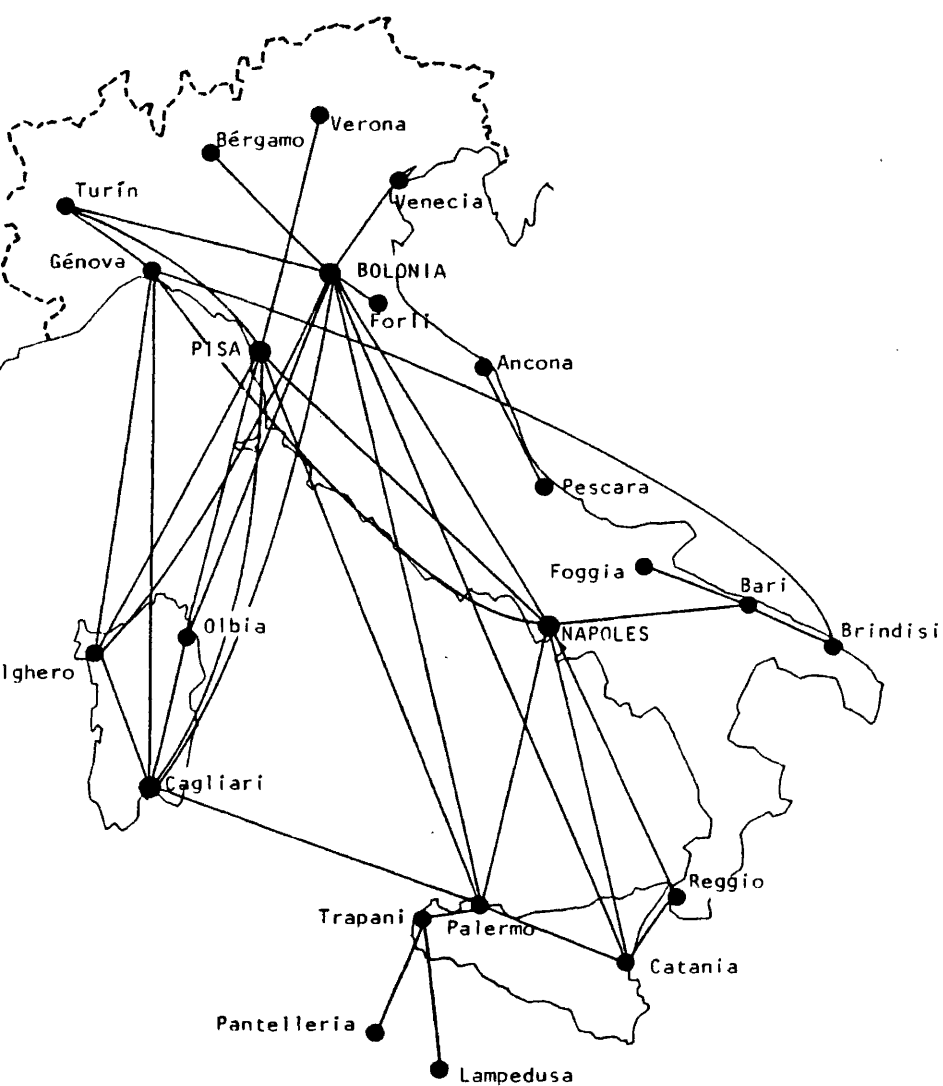 Verona
Bérgamo
Turín
Venecia
Génova
BOLONIA
Forlí
PISA
Ancona
Pescara
Foggia
Bari
Olbia
NAPOLES
Brindisi
lghero
Cagliari
Reggio
Trapani
Palermo
Catania
Pantelleria
Lampedusa